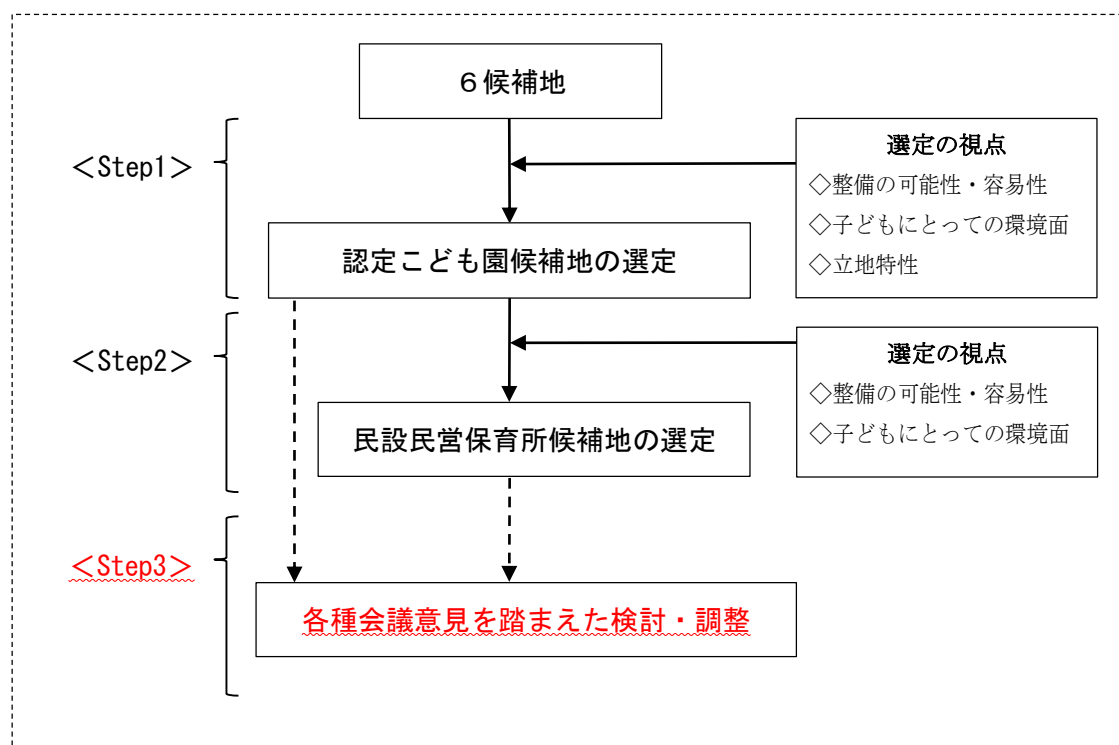 ６候補地
＜Step1＞
選定の視点
◇整備の可能性・容易性
◇子どもにとっての環境面
◇立地特性
認定こども園候補地の選定
＜Step2＞
選定の視点
◇整備の可能性・容易性
◇子どもにとっての環境面
民設民営保育所候補地の選定
＜Step3＞
各種会議意見を踏まえた検討・調整